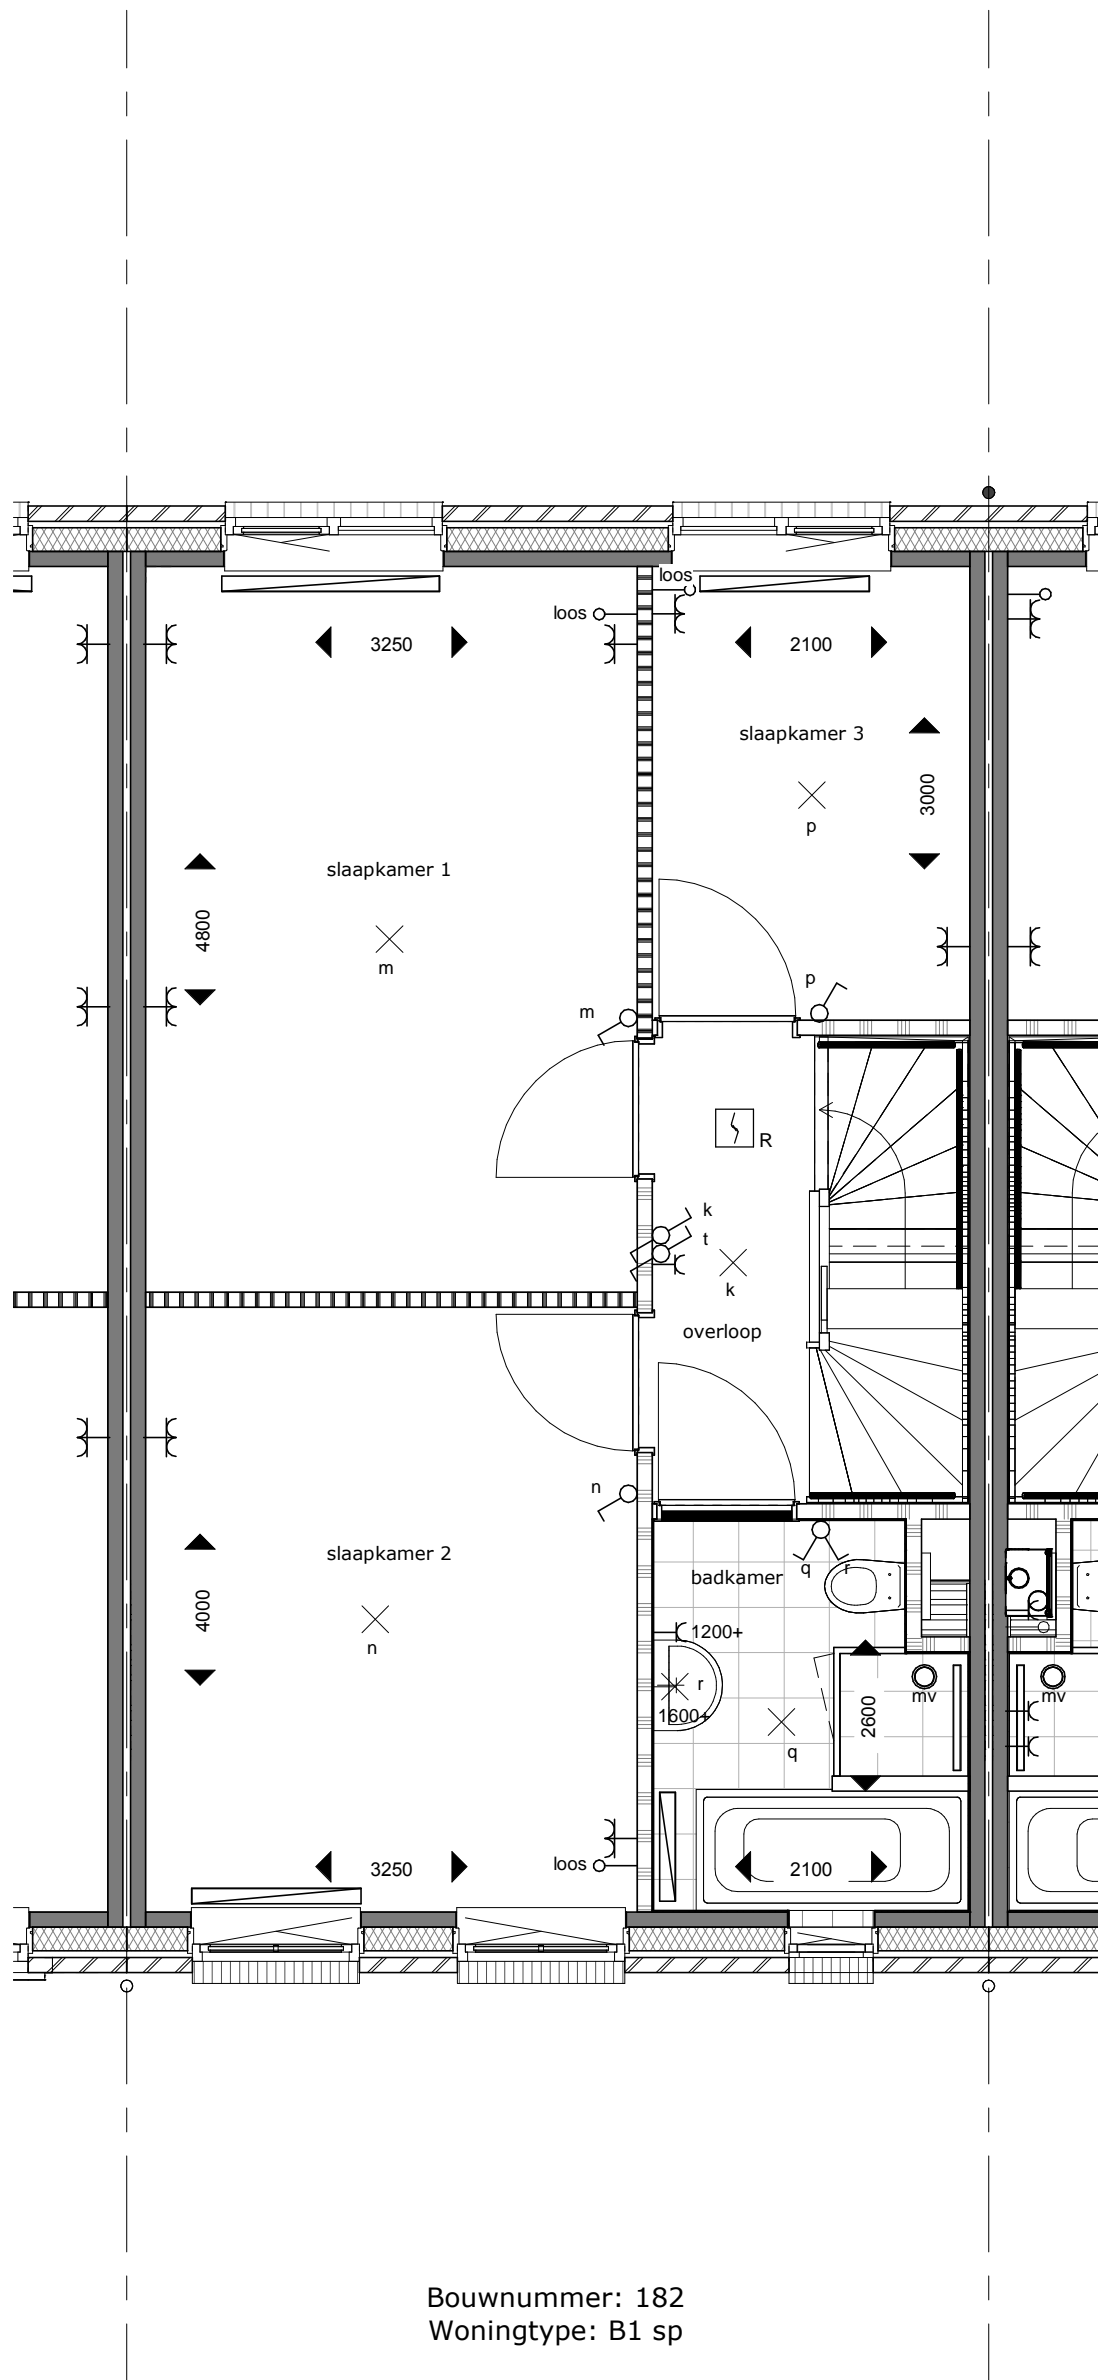 loos
loos
3250
2100
slaapkamer 3
3000
p
slaapkamer 1
4800
m
p
m
R
k
t
k
overloop
n
slaapkamer 2
badkamer
q
r
4000
n
1200+
r
1600+
mv
mv
2600
q
loos
3250
2100
Bouwnummer: 182
Woningtype: B1 sp